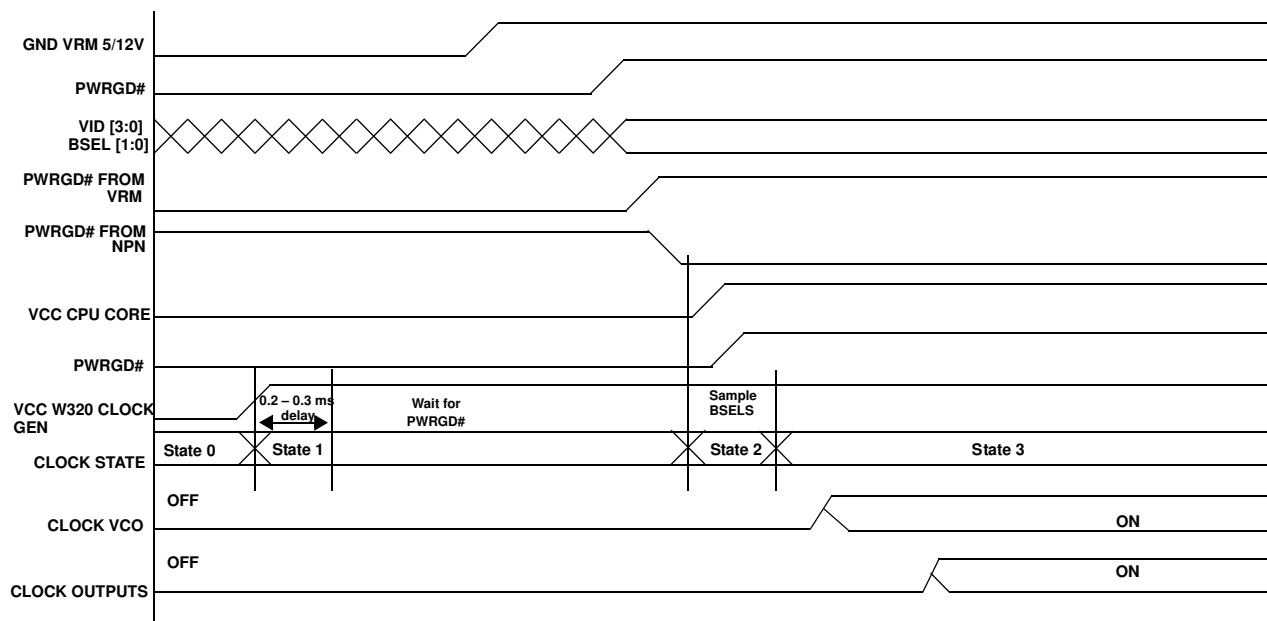 GND VRM 5/12V
PWRGD#
VID [3:0]
BSEL [1:0]
PWRGD# FROM
VRM
PWRGD# FROM
NPN
VCC CPU CORE
PWRGD#
VCC W320 CLOCK
GEN
0.2 – 0.3 ms
delay
Wait for
PWRGD#
Sample
BSELS
CLOCK STATE
State 0
State 1
State 2
State 3
OFF
CLOCK VCO
ON
OFF
CLOCK OUTPUTS
ON